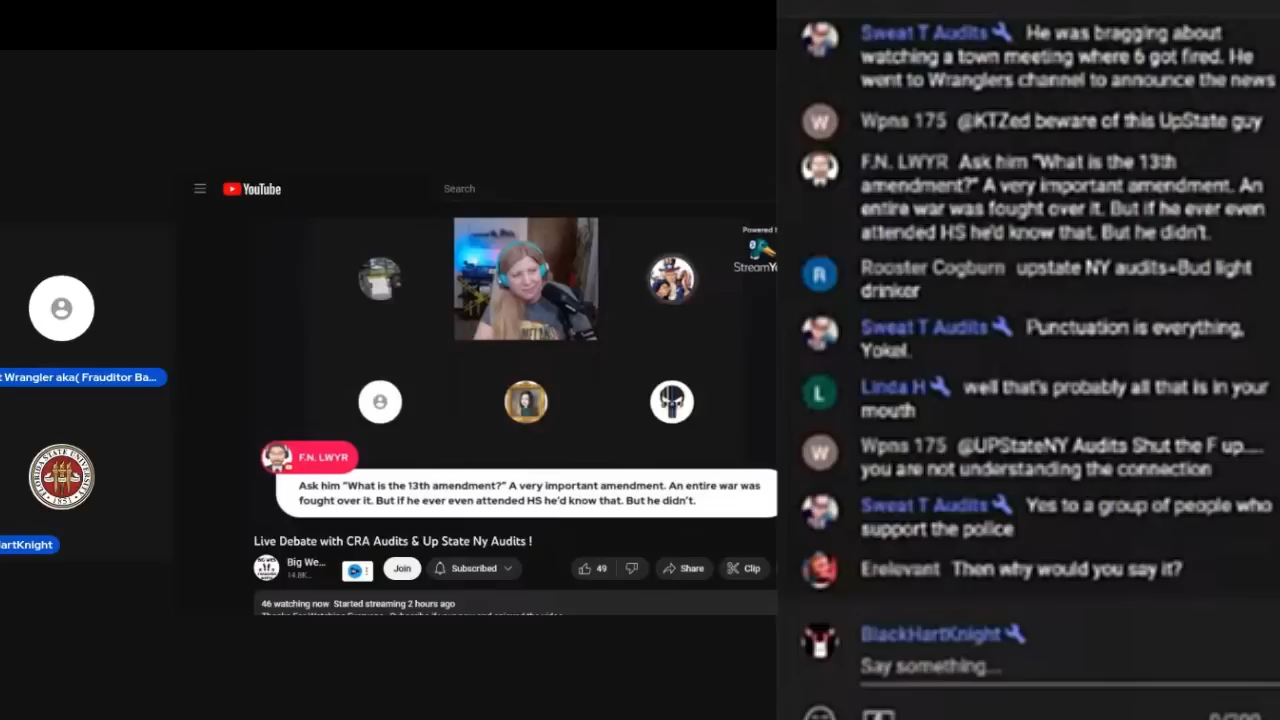 YouTube
Search
Powered
StreamY
t Wrangler aka( Frauditor Ba...
FLORIDA STATE UNIVERSITY
1851
artKnight
F.N. LWYR
Ask him “What is the 13th amendment?” A very important amendment. An entire war was
fought over it. But if he ever even attended HS he’d know that. But he didn’t.
Live Debate with CRA Audits & Up State Ny Audits !
Big We...
14.8K...
Join
Subscribed
49
Share
Clip
46 watching now Started streaming 2 hours ago
Sweat T Audits He was bragging about
watching a town meeting where 6 got fired. He
went to Wranglers channel to announce the news
W
Wpns 175 @KTZed beware of this UpState guy
F.N. LWYR Ask him "What is the 13th
amendment?" A very important amendment. An
entire war was fought over it. But if he ever even
attended HS he'd know that. But he didn't.
R
Rooster Cogburn upstate NY audits=Bud light
drinker
Sweat T Audits Punctuation is everything,
Yokel.
L
Linda H well that's probably all that is in your
mouth
W
Wpns 175 @UPStateNY Audits Shut the F up.....
you are not understanding the connection
Sweat T Audits Yes to a group of people who
support the police
Erelevant Then why would you say it?
BlackHartKnight
Say something...